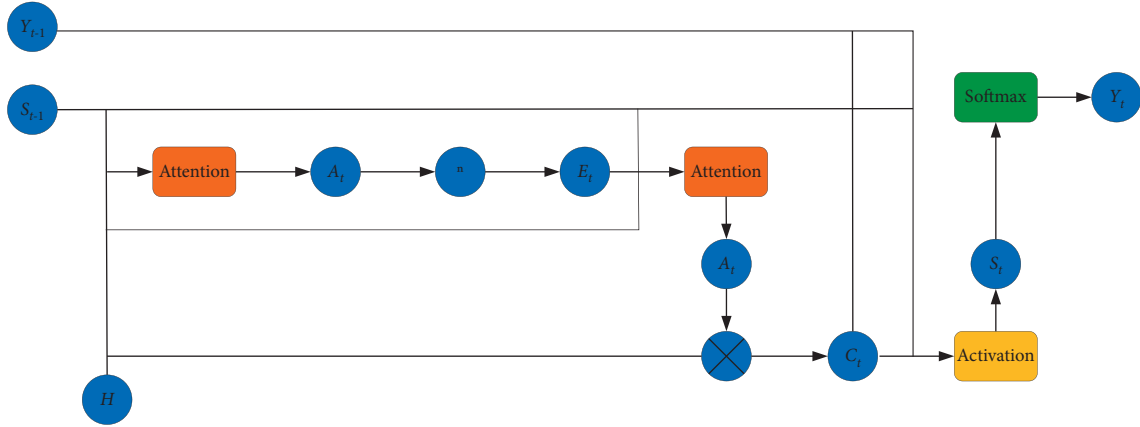 Yt-1
St-1
Softmax
Yt
Attention
At
n
Et
Attention
At
St
Ct
Activation
H